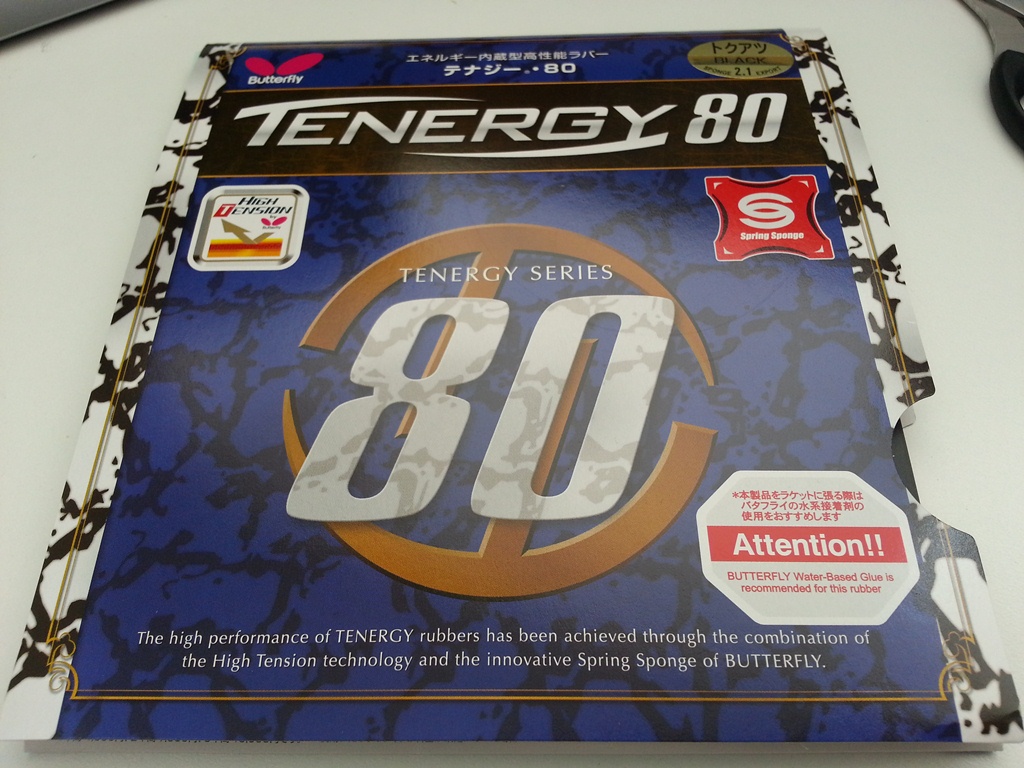 Butterfly
エネルギー内蔵型高性能ラバー
テナジー®・80
トクアツ
BLACK
SPONGE 2.1 EXPORT
TENERGY 80
HIGH
TENSION
by
Butterfly
S
Spring Sponge
TENERGY SERIES
80
*本製品をラケットに張る際は
バタフライの水系接着剤の
使用をおすすめします
Attention!!
BUTTERFLY Water-Based Glue is
recommended for this rubber
The high performance of TENERGY rubbers has been achieved through the combination of
the High Tension technology and the innovative Spring Sponge of BUTTERFLY.